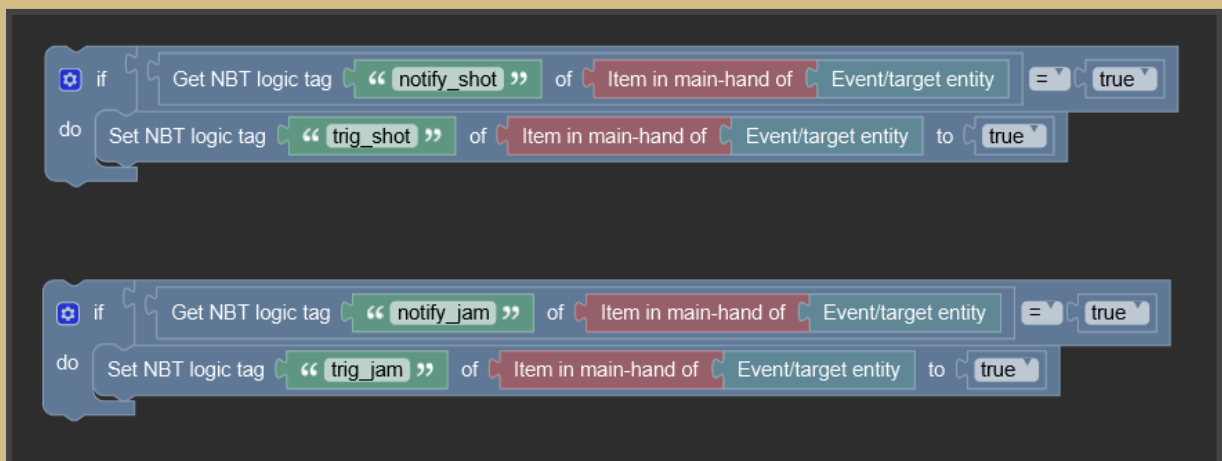 if Get NBT logic tag “ notify_shot ” of Item in main-hand of Event/target entity = true
do Set NBT logic tag “ trig_shot ” of Item in main-hand of Event/target entity to true
if Get NBT logic tag “ notify_jam ” of Item in main-hand of Event/target entity = true
do Set NBT logic tag “ trig_jam ” of Item in main-hand of Event/target entity to true